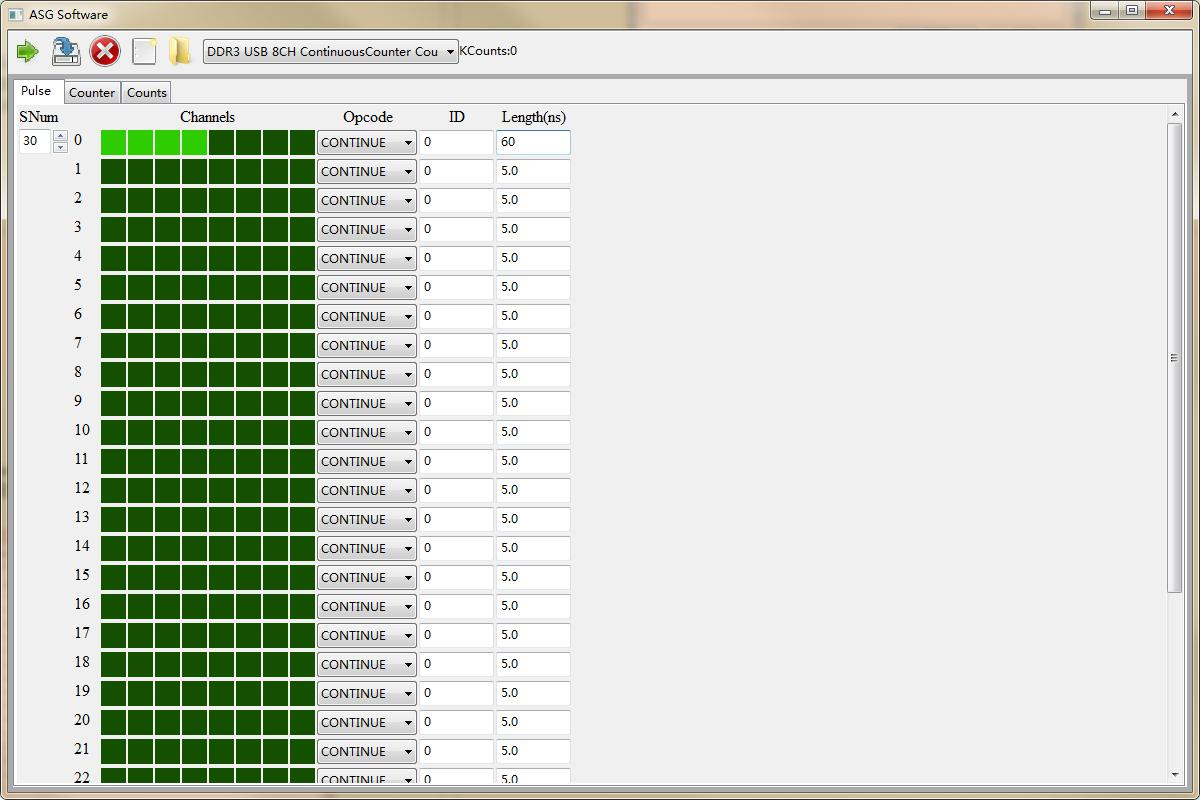 ASG Software
DDR3 USB 8CH ContinuousCounter Cou KCounts:0
Pulse Counter Counts
SNum Channels Opcode ID Length(ns)
30 0 CONTINUE 0 60
1 CONTINUE 0 5.0
2 CONTINUE 0 5.0
3 CONTINUE 0 5.0
4 CONTINUE 0 5.0
5 CONTINUE 0 5.0
6 CONTINUE 0 5.0
7 CONTINUE 0 5.0
8 CONTINUE 0 5.0
9 CONTINUE 0 5.0
10 CONTINUE 0 5.0
11 CONTINUE 0 5.0
12 CONTINUE 0 5.0
13 CONTINUE 0 5.0
14 CONTINUE 0 5.0
15 CONTINUE 0 5.0
16 CONTINUE 0 5.0
17 CONTINUE 0 5.0
18 CONTINUE 0 5.0
19 CONTINUE 0 5.0
20 CONTINUE 0 5.0
21 CONTINUE 0 5.0
22 CONTINUE 0 5.0